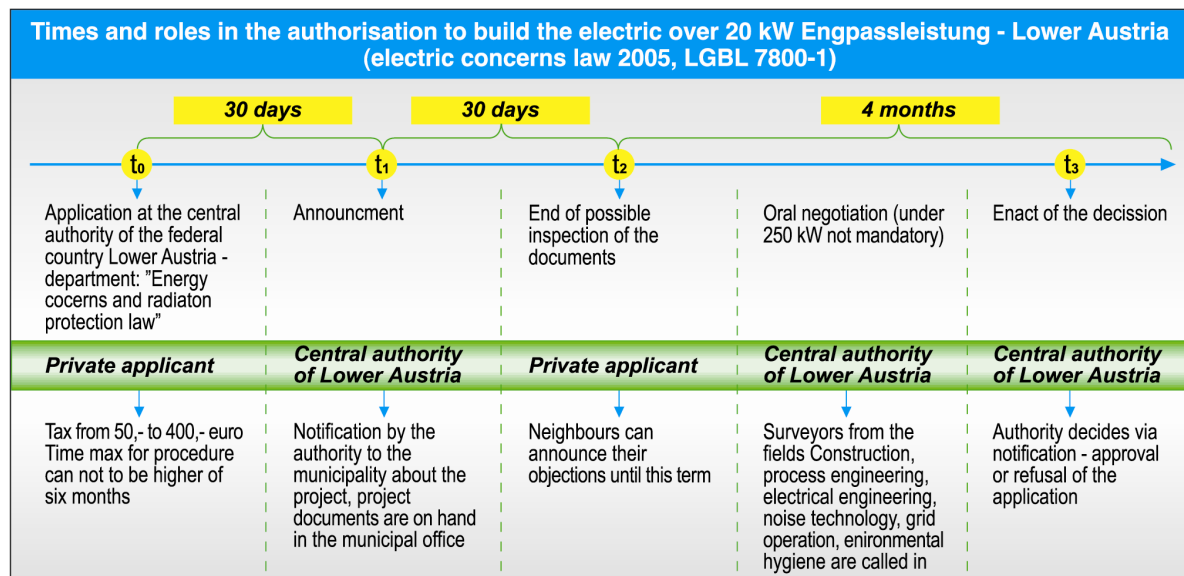 Times and roles in the authorisation to build the electric over 20 kW Engpassleistung - Lower Austria
(electric concerns law 2005, LGBL 7800-1)
30 days
30 days
4 months
t0
t1
t2
t3
Application at the central
authority of the federal
country Lower Austria -
department: ”Energy
cocerns and radiaton
protection law”
Announcment
End of possible
inspection of the
documents
Oral negotiation (under
250 kW not mandatory)
Enact of the decission
Private applicant
Central authority
of Lower Austria
Private applicant
Central authority
of Lower Austria
Central authority
of Lower Austria
Tax from 50,- to 400,- euro
Time max for procedure
can not to be higher of
six months
Notification by the
authority to the
municipality about the
project, project
documents are on hand
in the municipal office
Neighbours can
announce their
objections until this term
Surveyors from the
fields Construction,
process engineering,
electrical engineering,
noise technology, grid
operation, enironmental
hygiene are called in
Authority decides via
notification - approval
or refusal of the
application